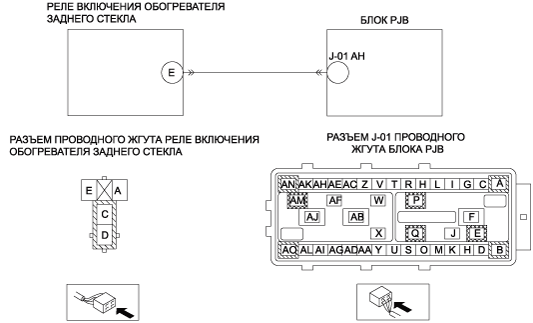 РЕЛЕ ВКЛЮЧЕНИЯ ОБОГРЕВАТЕЛЯ
ЗАДНЕГО СТЕКЛА
БЛОК PJB
E
J-01 AH
РАЗЪЕМ ПРОВОДНОГО ЖГУТА РЕЛЕ ВКЛЮЧЕНИЯ
ОБОГРЕВАТЕЛЯ ЗАДНЕГО СТЕКЛА
РАЗЪЕМ J-01 ПРОВОДНОГО
ЖГУТА БЛОКА PJB
E A
C
D
AN AK AH AE AC Z V T R H L I G C A
AM AF W P
AJ AB F
X Q J E
AO AL AI AG AD AA Y U S O M K H D B